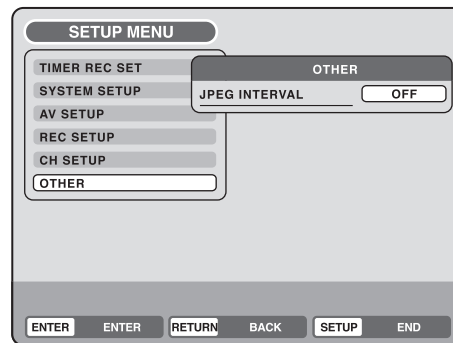 SETUP MENU
TIMER REC SET
SYSTEM SETUP
AV SETUP
REC SETUP
CH SETUP
OTHER
OTHER
JPEG INTERVAL OFF
ENTER ENTER RETURN BACK SETUP END